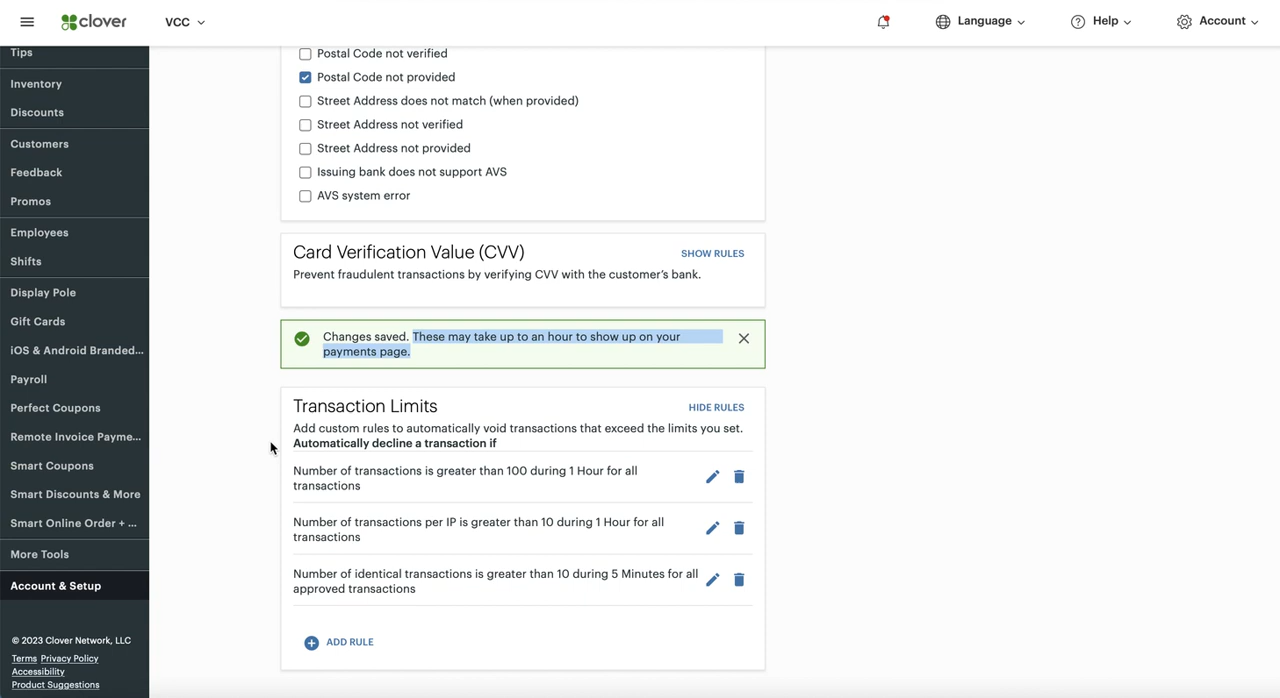 clover
VCC
Language
Help
Account
Tips
Inventory
Discounts
Customers
Feedback
Promos
Employees
Shifts
Display Pole
Gift Cards
iOS & Android Branded...
Payroll
Perfect Coupons
Remote Invoice Payme...
Smart Coupons
Smart Discounts & More
Smart Online Order + ...
More Tools
Account & Setup
© 2023 Clover Network, LLC
Terms Privacy Policy
Accessibility
Product Suggestions
Postal Code not verified
Postal Code not provided
Street Address does not match (when provided)
Street Address not verified
Street Address not provided
Issuing bank does not support AVS
AVS system error
Card Verification Value (CVV)
SHOW RULES
Prevent fraudulent transactions by verifying CVV with the customer's bank.
Changes saved. These may take up to an hour to show up on your
payments page.
Transaction Limits
HIDE RULES
Add custom rules to automatically void transactions that exceed the limits you set.
Automatically decline a transaction if
Number of transactions is greater than 100 during 1 Hour for all
transactions
Number of transactions per IP is greater than 10 during 1 Hour for all
transactions
Number of identical transactions is greater than 10 during 5 Minutes for all
approved transactions
ADD RULE